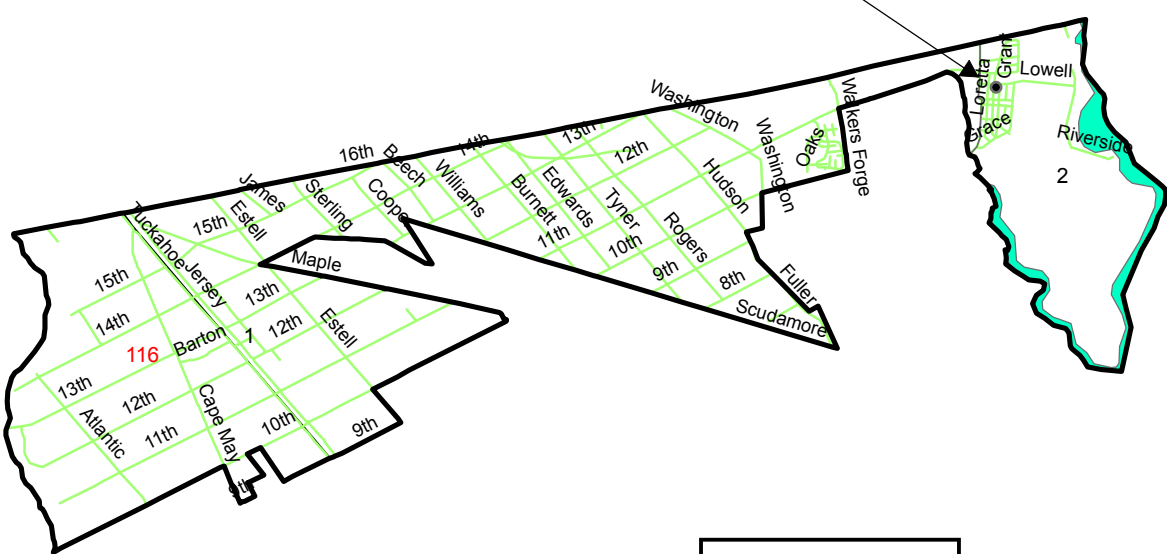 Loretta
Grant
Lowell
Grace
Riverside
2
Washington
Walkers Forge
Washington
Oaks
13th
14th
12th
16th
Beech
Williams
Hudson
Edwards
Burnett
Tyner
James
Sterling
Coope
Rogers
11th
10th
9th
8th
Fuller
Scudamore
Tuckahoe
Estell
15th
Maple
Jersey
15th
13th
14th
12th
Estell
Barton
1
116
13th
12th
11th
Atlantic
Cape May
10th
9th
9th